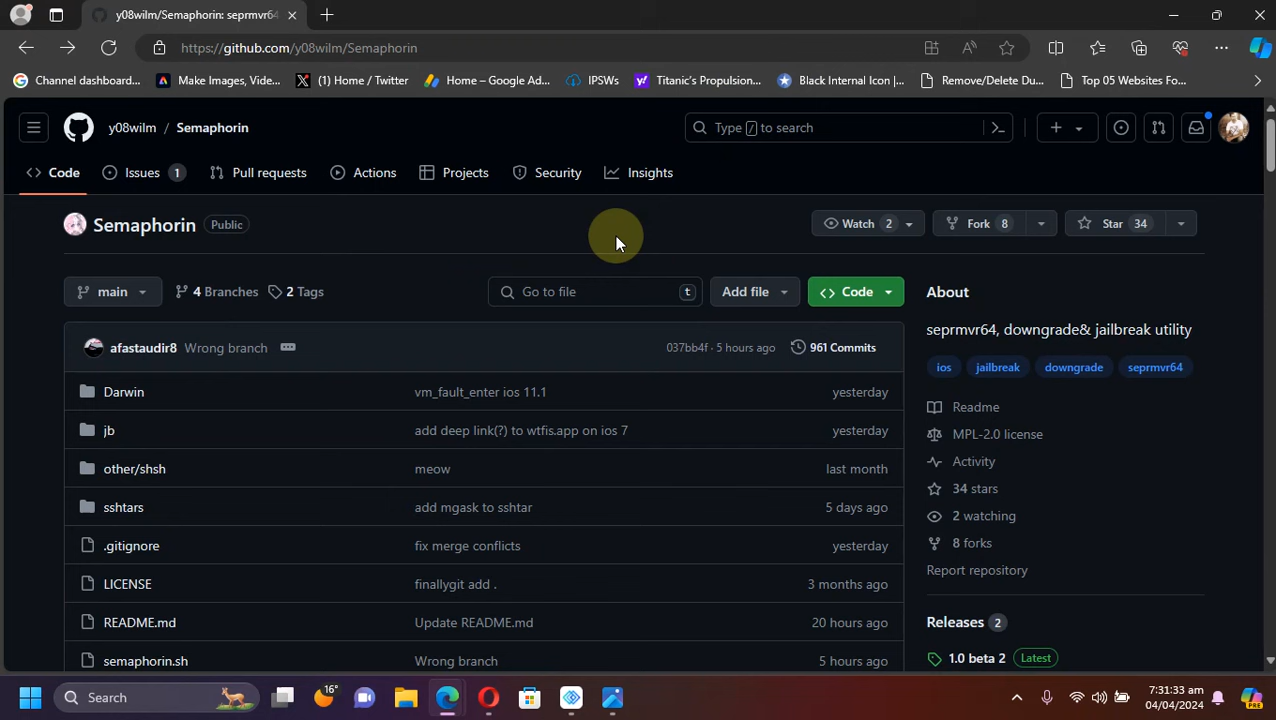 y08wilm/Semaphorin: seprmvr64
https://github.com/y08wilm/Semaphorin
Channel dashboard...
Make Images, Vide...
(1) Home / Twitter
Home – Google Ad...
IPSWs
Titanic's Propulsion...
Black Internal Icon |...
Remove/Delete Du...
Top 05 Websites Fo...
y08wilm / Semaphorin
Type / to search
Code
Issues 1
Pull requests
Actions
Projects
Security
Insights
Semaphorin Public
Watch 2
Fork 8
Star 34
main
4 Branches
2 Tags
Go to file t
Add file
Code
About
seprmvr64, downgrade& jailbreak utility
ios jailbreak downgrade seprmvr64
afastaudir8 Wrong branch 037bb4f · 5 hours ago 961 Commits
Darwin vm_fault_enter ios 11.1 yesterday
jb add deep link(?) to wtfis.app on ios 7 yesterday
other/shsh meow last month
sshtars add mgask to sshtar 5 days ago
.gitignore fix merge conflicts yesterday
LICENSE finallygit add . 3 months ago
README.md Update README.md 20 hours ago
semaphorin.sh Wrong branch 5 hours ago
Readme
MPL-2.0 license
Activity
34 stars
2 watching
8 forks
Report repository
Releases 2
1.0 beta 2 Latest
Search
16°
PRE
7:31:33 am
04/04/2024